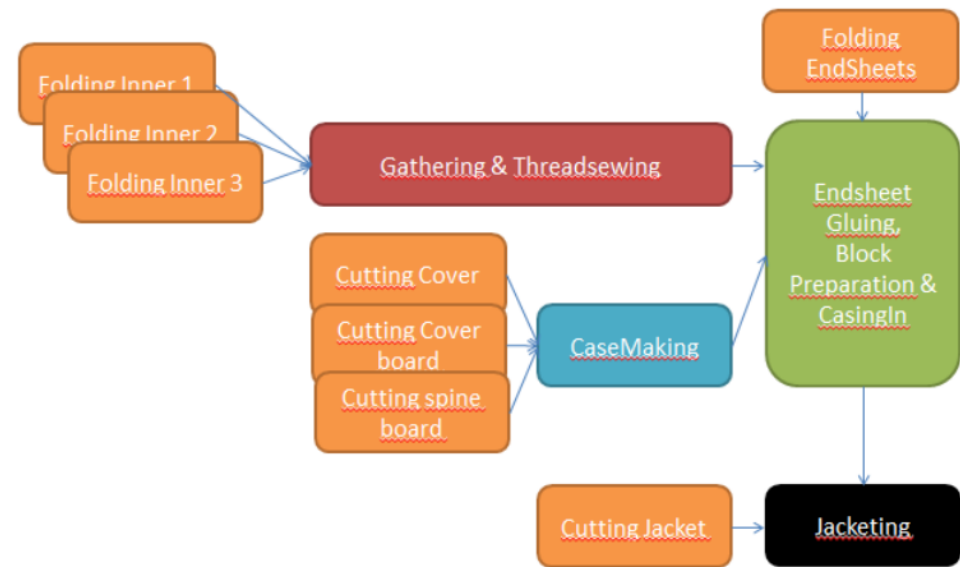 Folding
EndSheets
Folding Inner 1
Folding Inner 2
Folding Inner 3
Gathering & Threadsewing
Endsheet
Gluing,
Block
Preparation &
CasingIn
Cutting Cover
Cutting Cover
board
Cutting spine
board
CaseMaking
Cutting Jacket
Jacketing